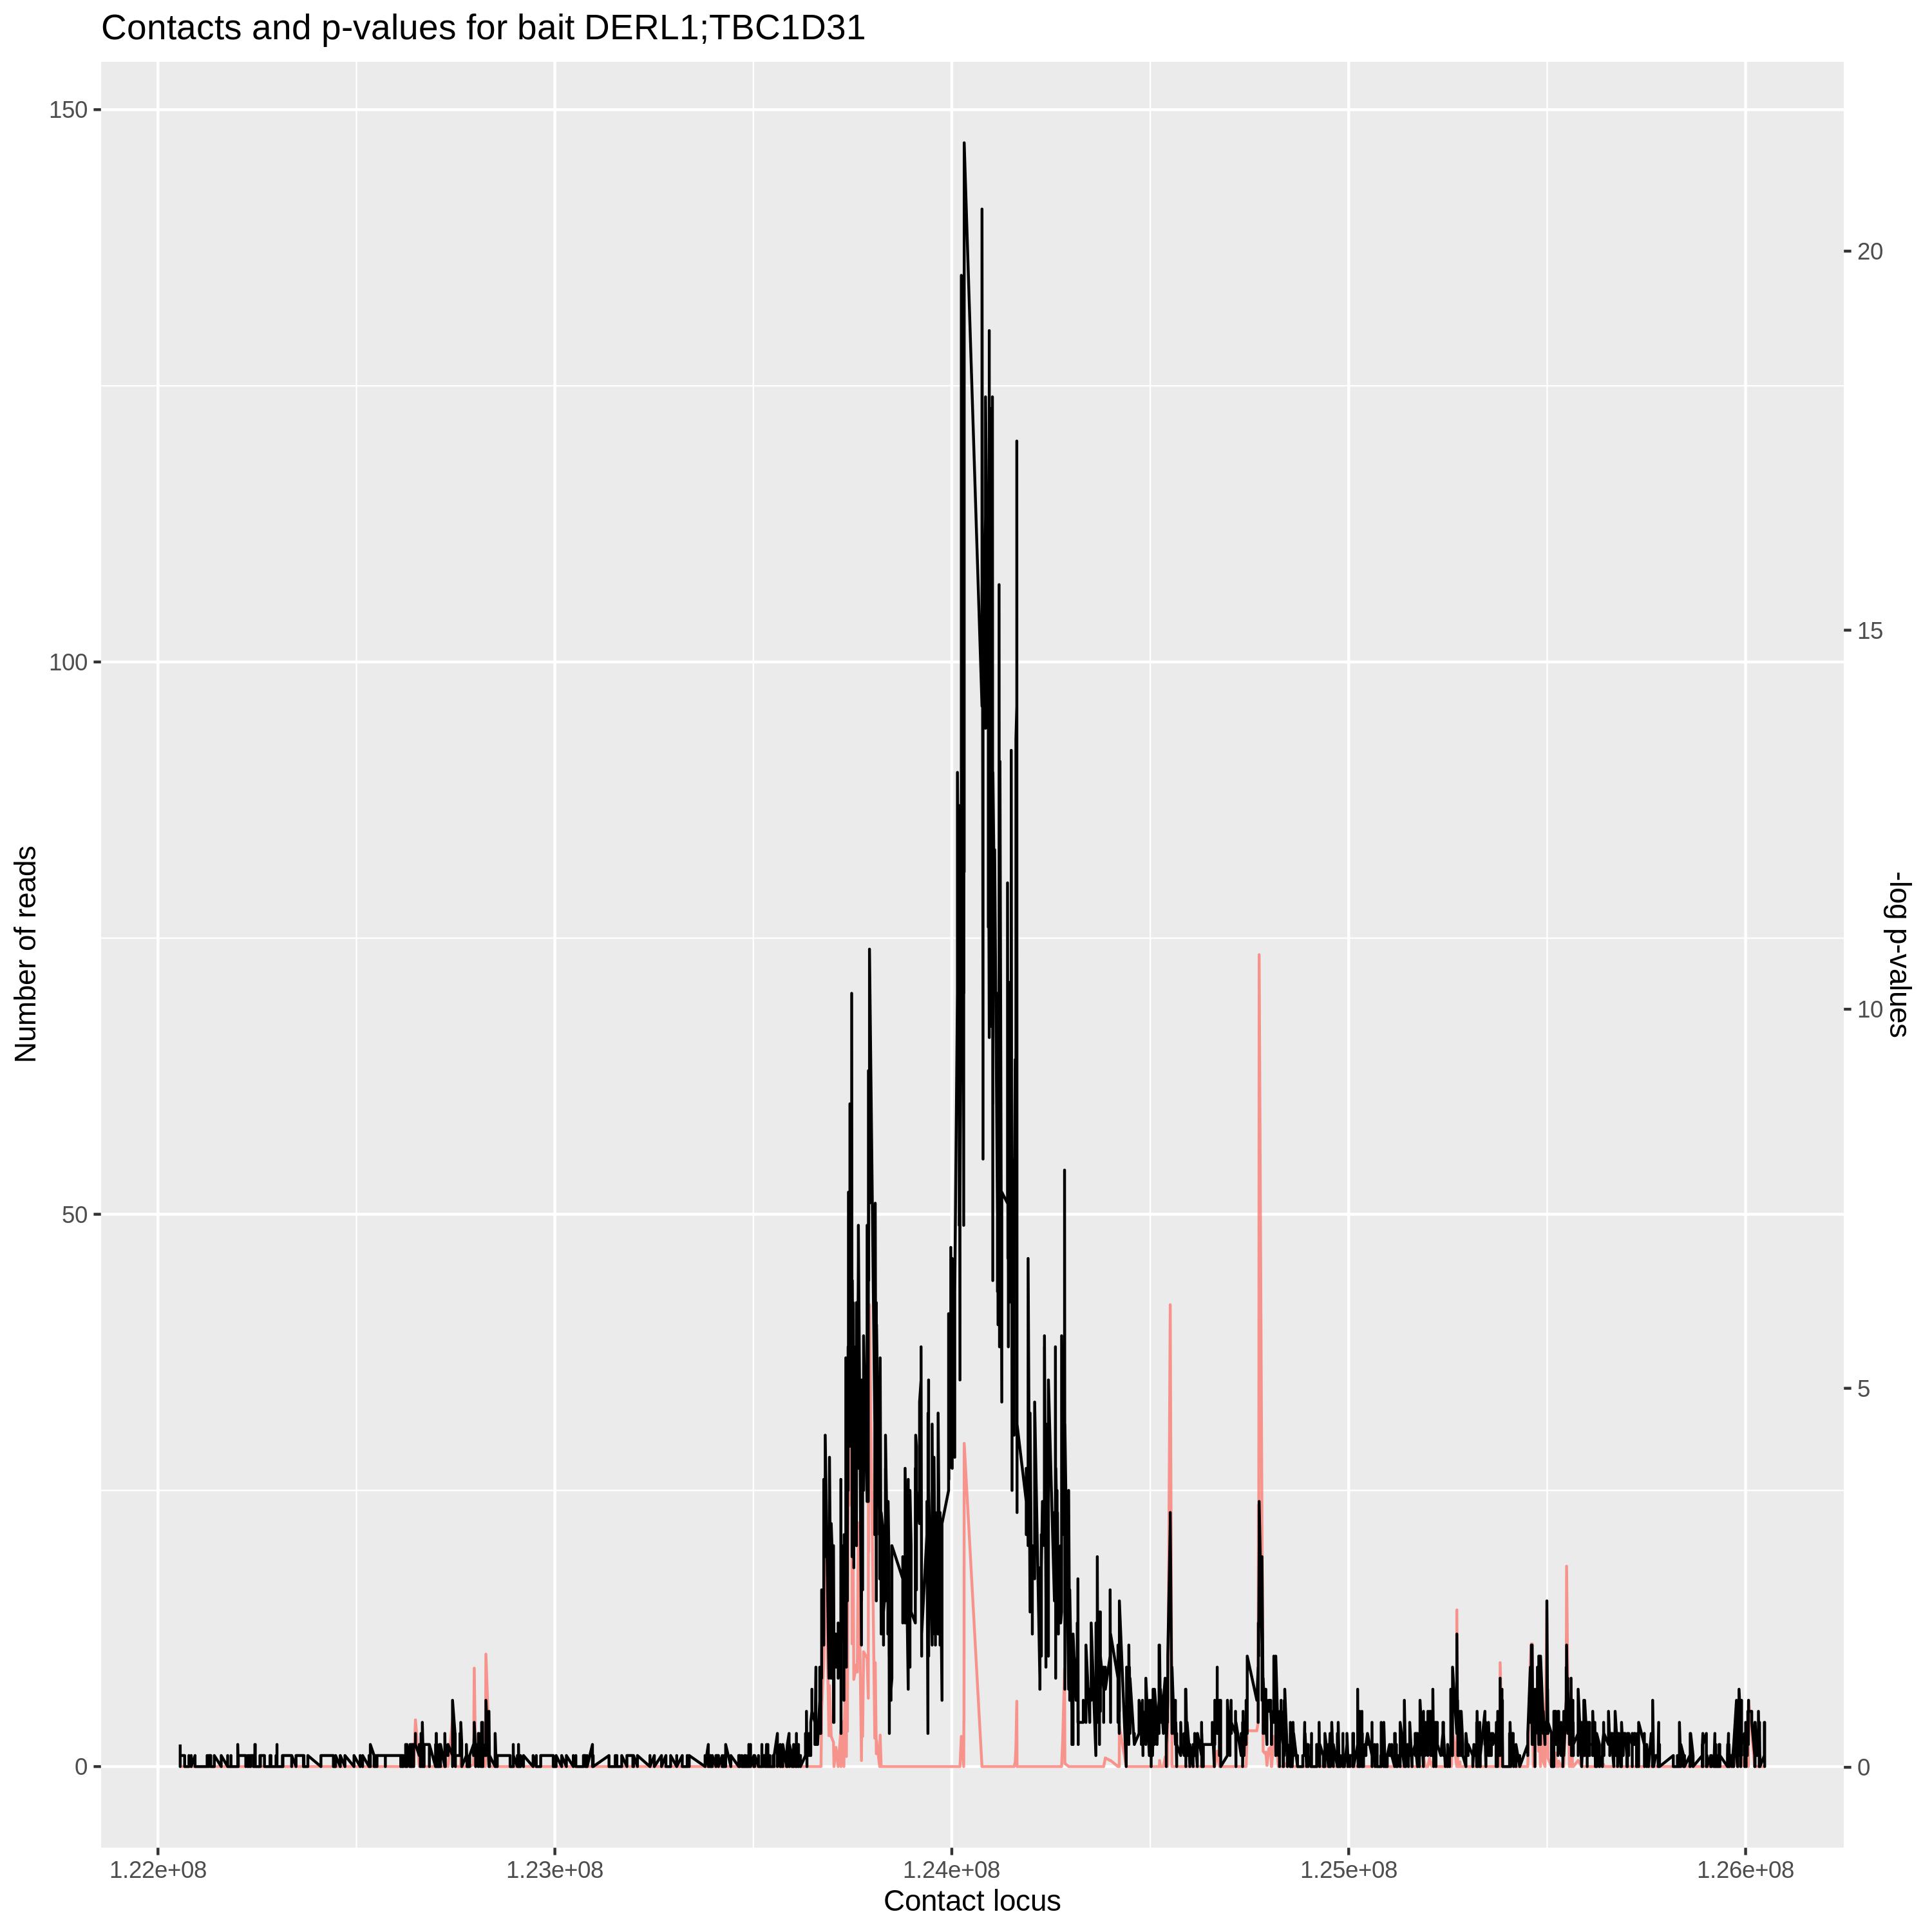 Contacts and p-values for bait DERL1;TBC1D31
150
100
50
0
Number of reads
20
15
10
5
0
-log p-values
1.22e+08 1.23e+08 1.24e+08 1.25e+08 1.26e+08
Contact locus